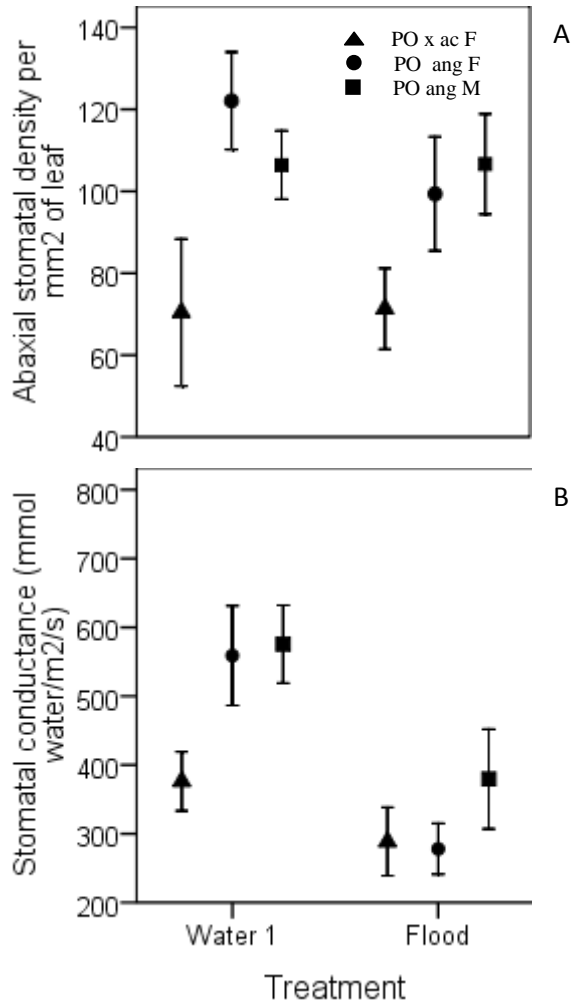 A
PO x ac F
PO ang F
PO ang M
Abaxial stomatal density per
mm2 of leaf
140
120
100
80
60
40
B
Stomatal conductance (mmol
water/m2/s)
800
700
600
500
400
300
200
Water 1
Flood
Treatment